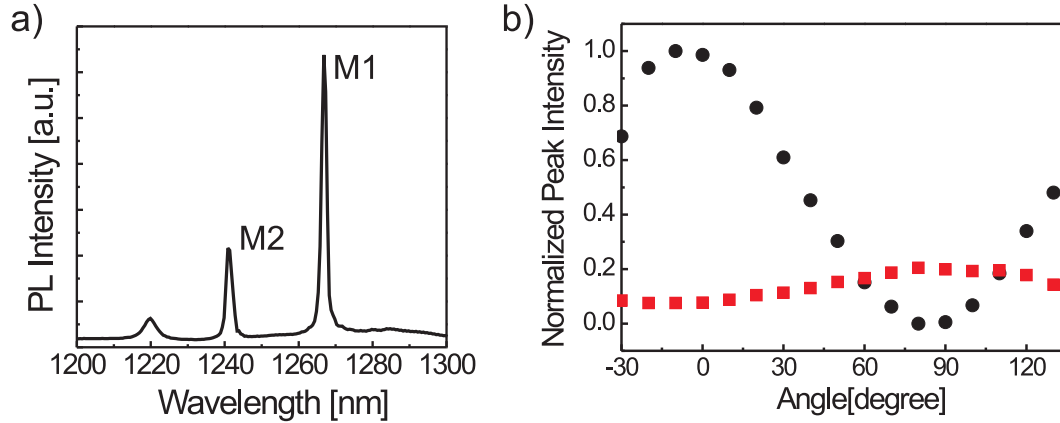 a)
PL Intensity [a.u.]
M1
M2
1200 1220 1240 1260 1280 1300
Wavelength [nm]
b)
Normalized Peak Intensity
1.0
0.8
0.6
0.4
0.2
0.0
-30 0 30 60 90 120
Angle[degree]